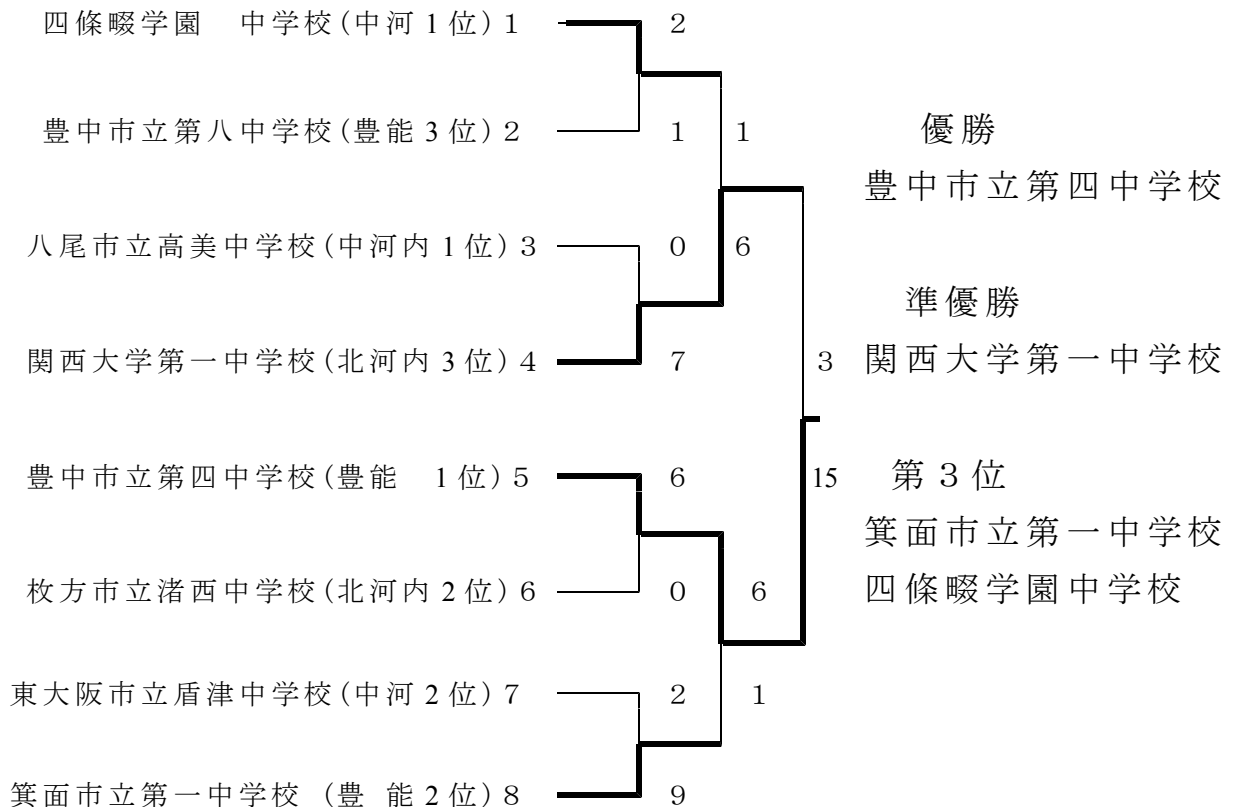 四條畷学園　中学校(中河1位)1
2
豊中市立第八中学校(豊能3位)2
1
1
優勝
豊中市立第四中学校
八尾市立高美中学校(中河内1位)3
0
6
準優勝
関西大学第一中学校(北河内3位)4
7
3
関西大学第一中学校
豊中市立第四中学校(豊能　1位)5
6
15
第3位
箕面市立第一中学校
枚方市立渚西中学校(北河内2位)6
0
6
四條畷学園中学校
東大阪市立盾津中学校(中河2位)7
2
1
箕面市立第一中学校 (豊 能2位)8
9